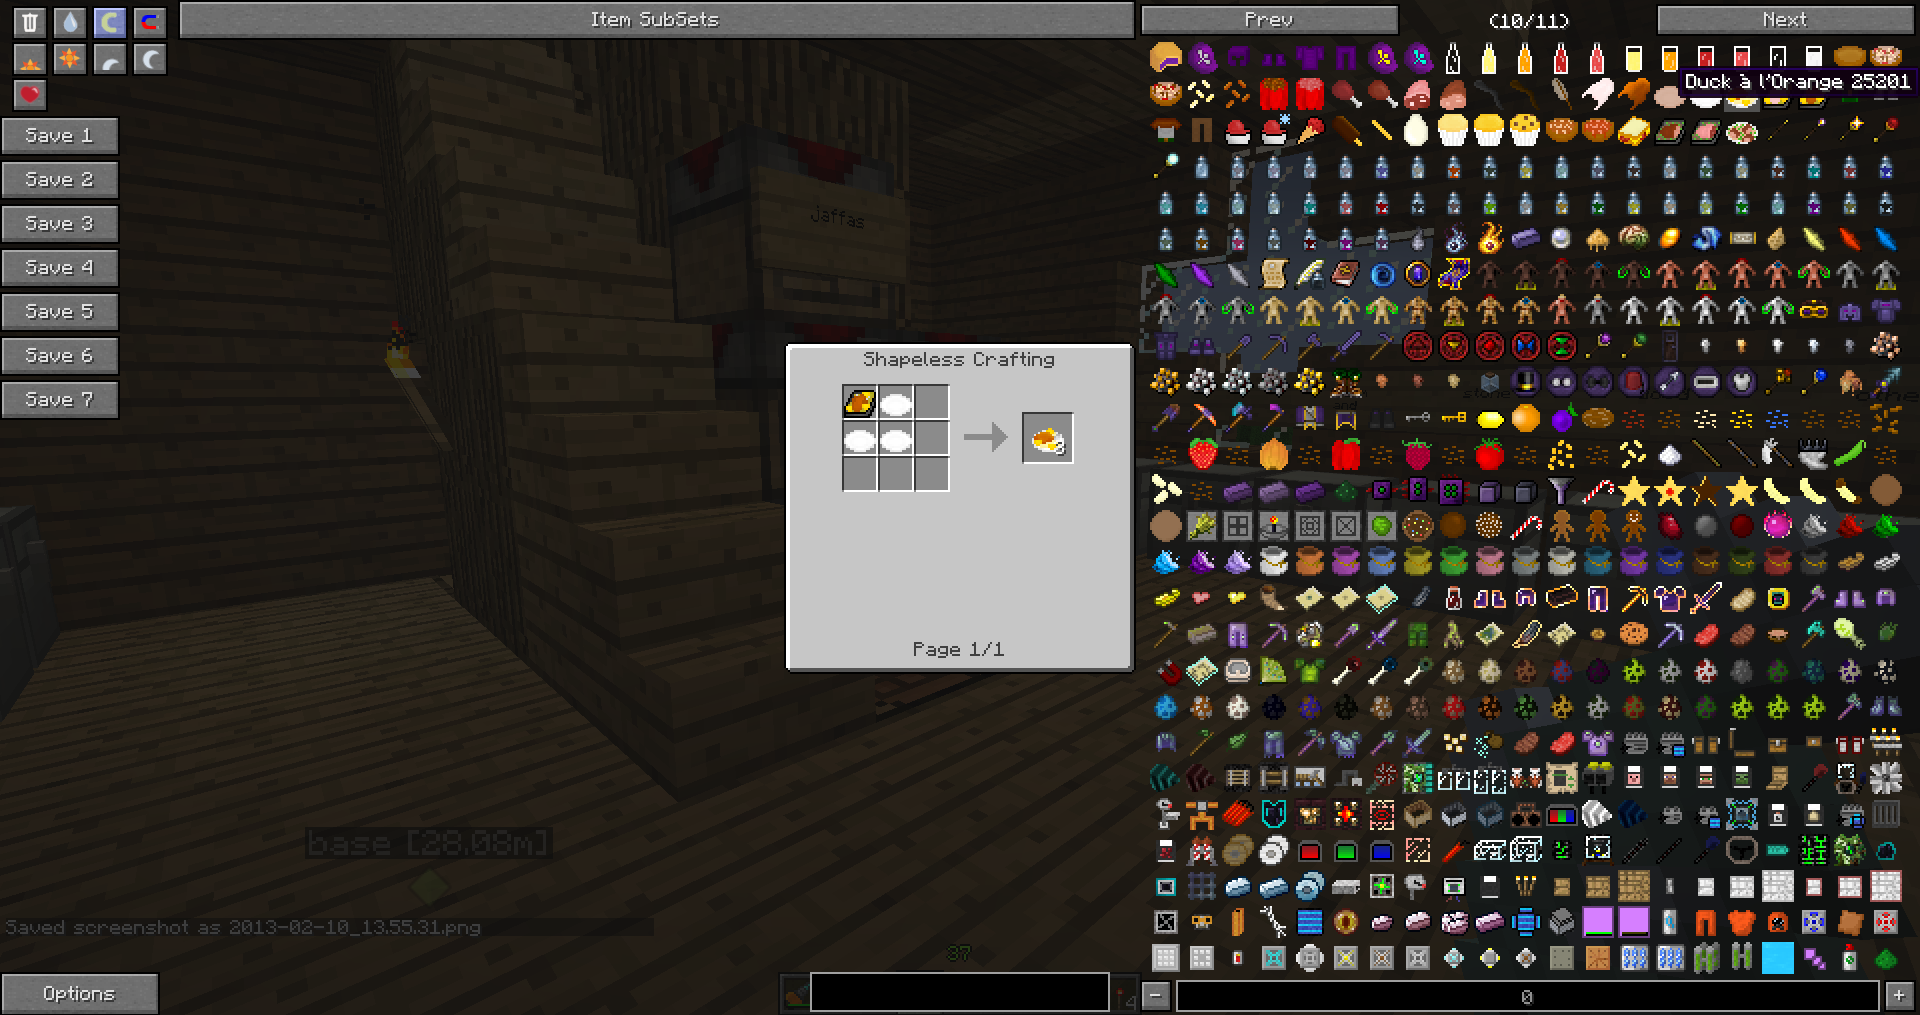 Item SubSets
Prev
(10/11)
Next
Duck à l'Orange 25201
Save 1
Save 2
Save 3
Save 4
Save 5
Save 6
Save 7
Jaffas
Shapeless Crafting
3
Page 1/1
base [28.08m]
Saved screenshot as 2013-02-10_13.55.31.png
37
Options
4
-
0
+